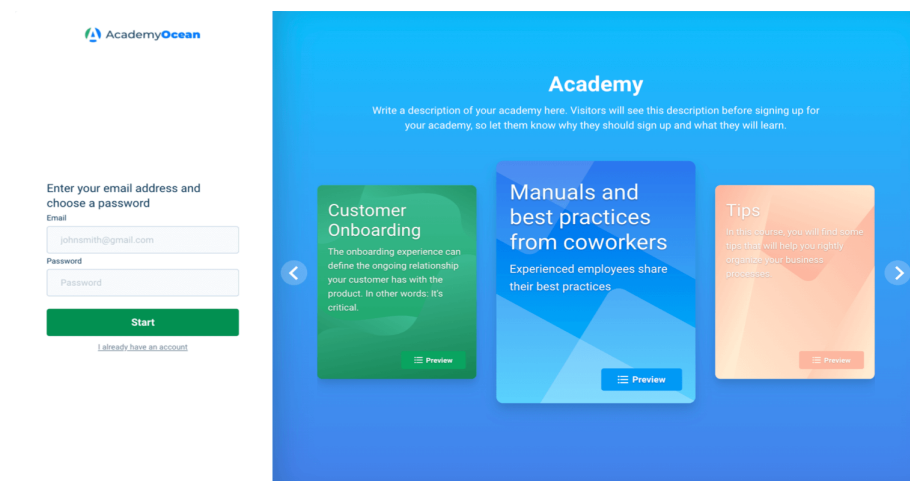 AcademyOcean
Enter your email address and
choose a password
Email
johnsmith@gmail.com
Password
Password
Start
I already have an account
Academy
Write a description of your academy here. Visitors will see this description before signing up for
your academy, so let them know why they should sign up and what they will learn.
Customer
Onboarding
The onboarding experience can
define the ongoing relationship
your customer has with the
product. In other words: It's
critical.
Preview
Manuals and
best practices
from coworkers
Experienced employees share
their best practices
Preview
Tips
In this course, you will find some
tips that will help you rightly
organize your business
processes.
Preview